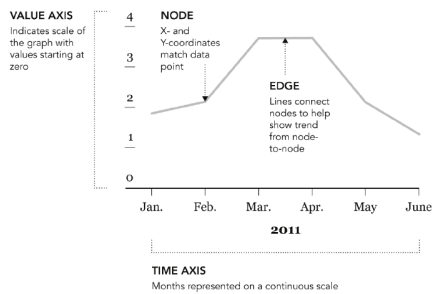 VALUE AXIS
Indicates scale of
the graph with
values starting at
zero
4
3
2
1
0
NODE
X- and
Y-coordinates
match data
point
EDGE
Lines connect
nodes to help
show trend
from node-
to-node
Jan. Feb. Mar. Apr. May June
2011
TIME AXIS
Months represented on a continuous scale